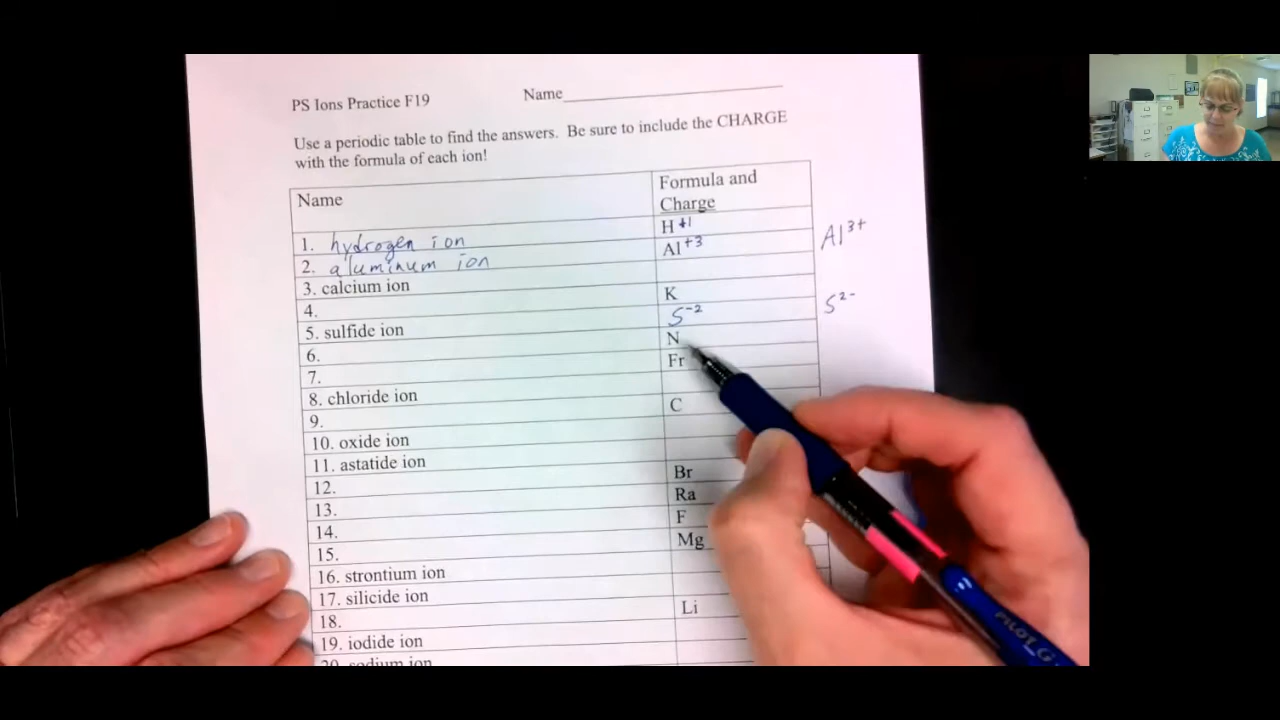 PS Ions Practice F19 Name
Use a periodic table to find the answers. Be sure to include the CHARGE
with the formula of each ion!
Name Formula and
Charge
1. hydrogen ion H +1
2. aluminum ion Al+3 Al3+
3. calcium ion
4. K
5. sulfide ion S-2 S2-
6. N
7. Fr
8. chloride ion
9. C
10. oxide ion
11. astatide ion
12. Br
13. Ra
14. F
15. Mg
16. strontium ion
17. silicide ion
18. Li
19. iodide ion
20. sodium ion
PILOT G